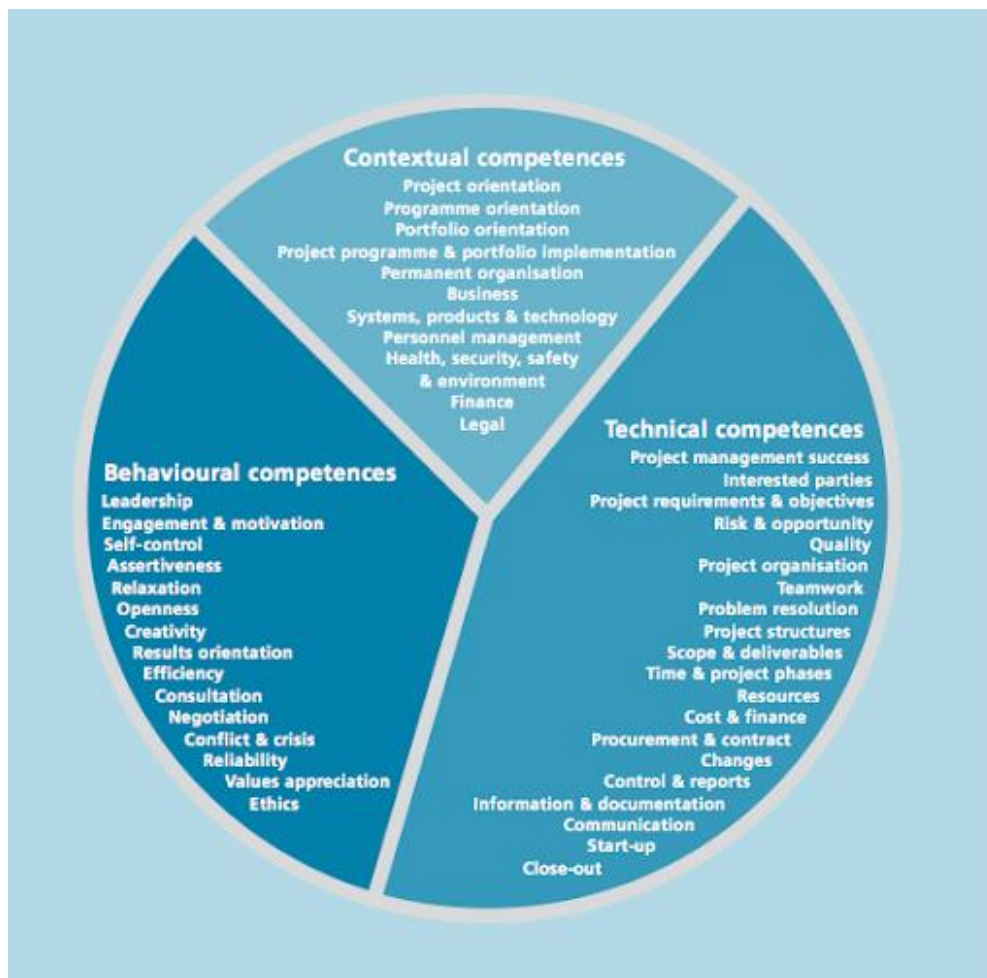 Contextual competences
Project orientation
Programme orientation
Portfolio orientation
Project programme & portfolio implementation
Permanent organisation
Business
Systems, products & technology
Personnel management
Health, security, safety
& environment
Finance
Legal
Behavioural competences
Leadership
Engagement & motivation
Self-control
Assertiveness
Relaxation
Openness
Creativity
Results orientation
Efficiency
Consultation
Negotiation
Conflict & crisis
Reliability
Values appreciation
Ethics
Technical competences
Project management success
Interested parties
Project requirements & objectives
Risk & opportunity
Quality
Project organisation
Teamwork
Problem resolution
Project structures
Scope & deliverables
Time & project phases
Resources
Cost & finance
Procurement & contract
Changes
Control & reports
Information & documentation
Communication
Start-up
Close-out